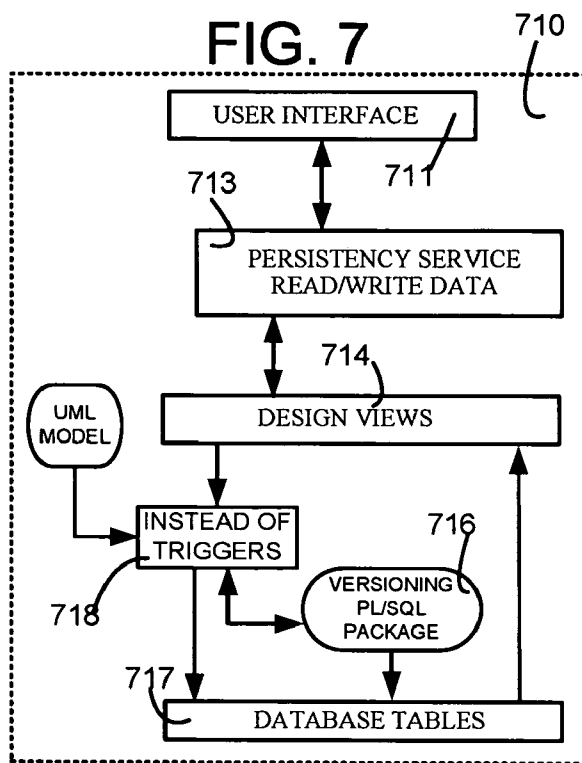 FIG. 7
710
USER INTERFACE
711
713
PERSISTENCY SERVICE
READ/WRITE DATA
714
DESIGN VIEWS
UML
MODEL
INSTEAD OF
TRIGGERS
718
716
VERSIONING
PL/SQL
PACKAGE
717
DATABASE TABLES